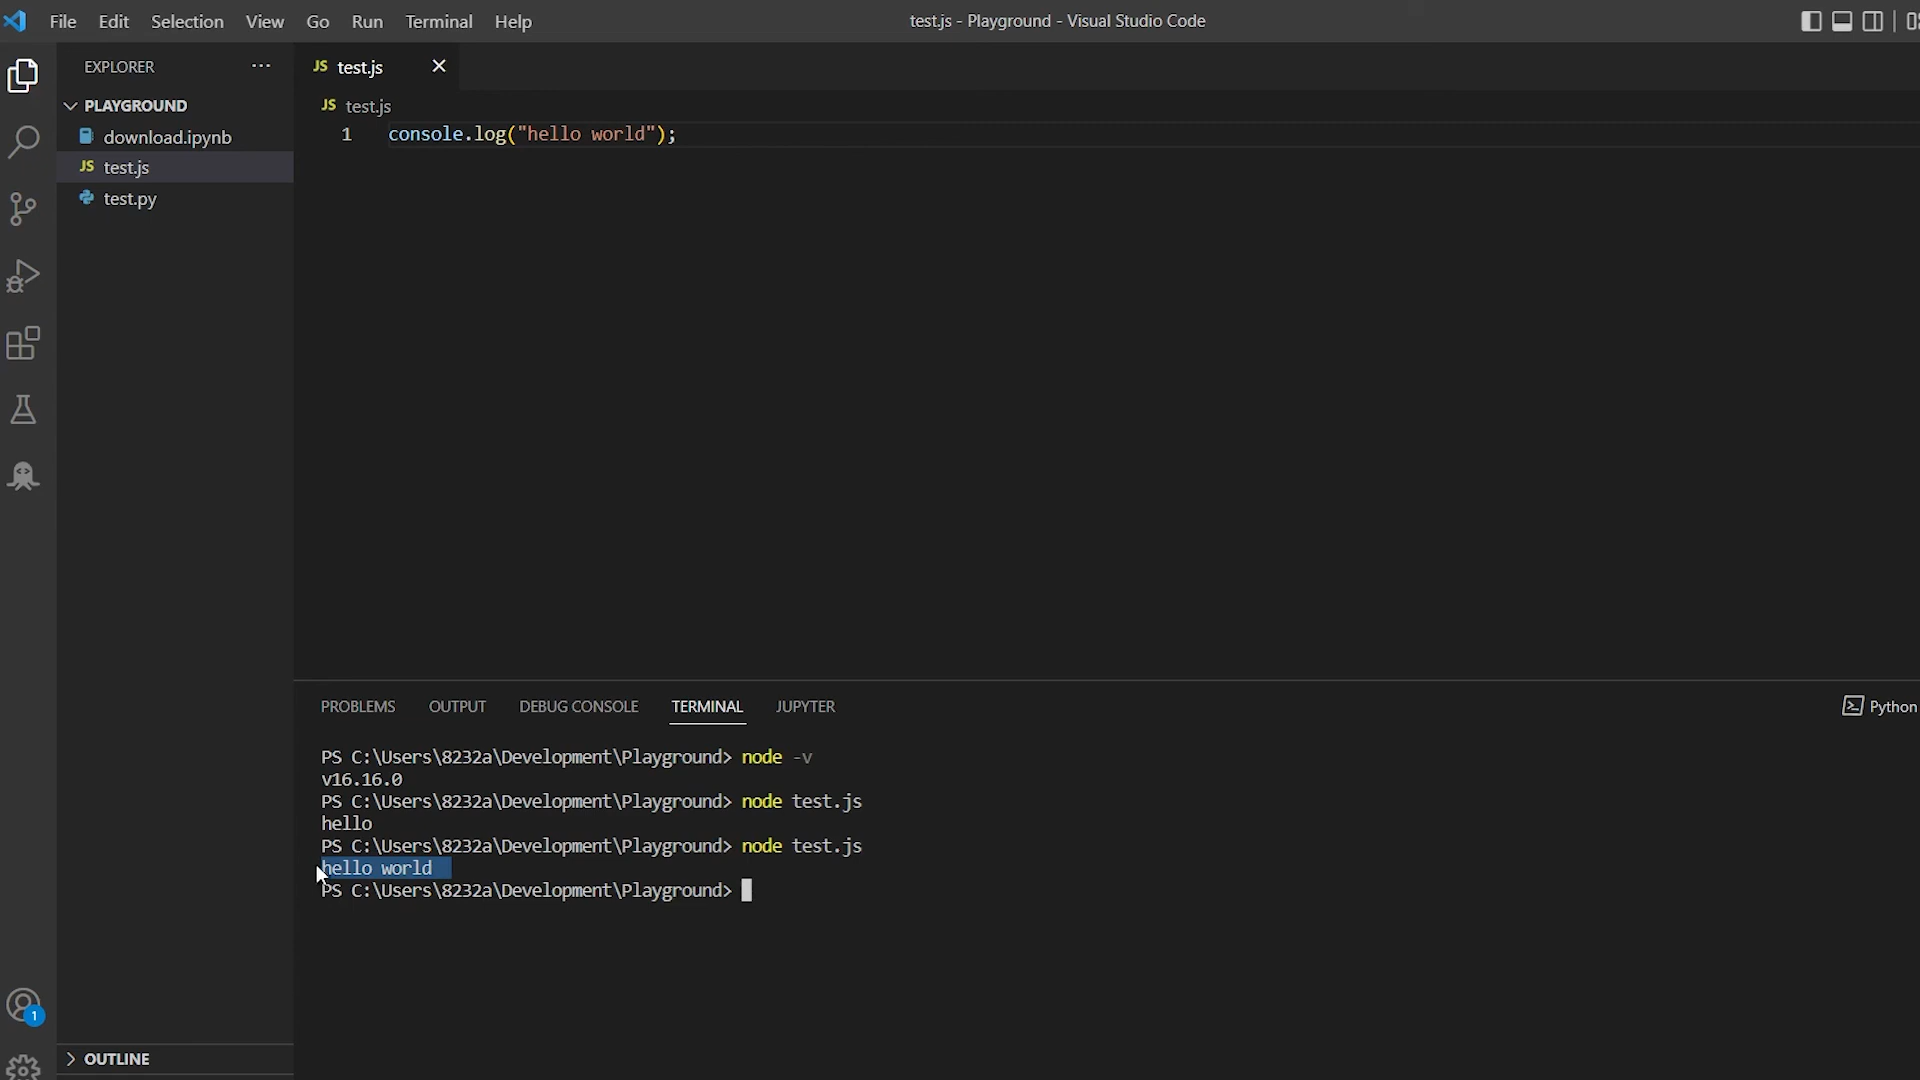 File Edit Selection View Go Run Terminal Help
test.js - Playground - Visual Studio Code
EXPLORER
JS test.js
PLAYGROUND
JS test.js
download.ipynb
1 console.log("hello world");
JS test.js
test.py
PROBLEMS OUTPUT DEBUG CONSOLE TERMINAL JUPYTER
Python
PS C:\Users\8232a\Development\Playground> node -v
v16.16.0
PS C:\Users\8232a\Development\Playground> node test.js
hello
PS C:\Users\8232a\Development\Playground> node test.js
hello world
PS C:\Users\8232a\Development\Playground>
1
OUTLINE